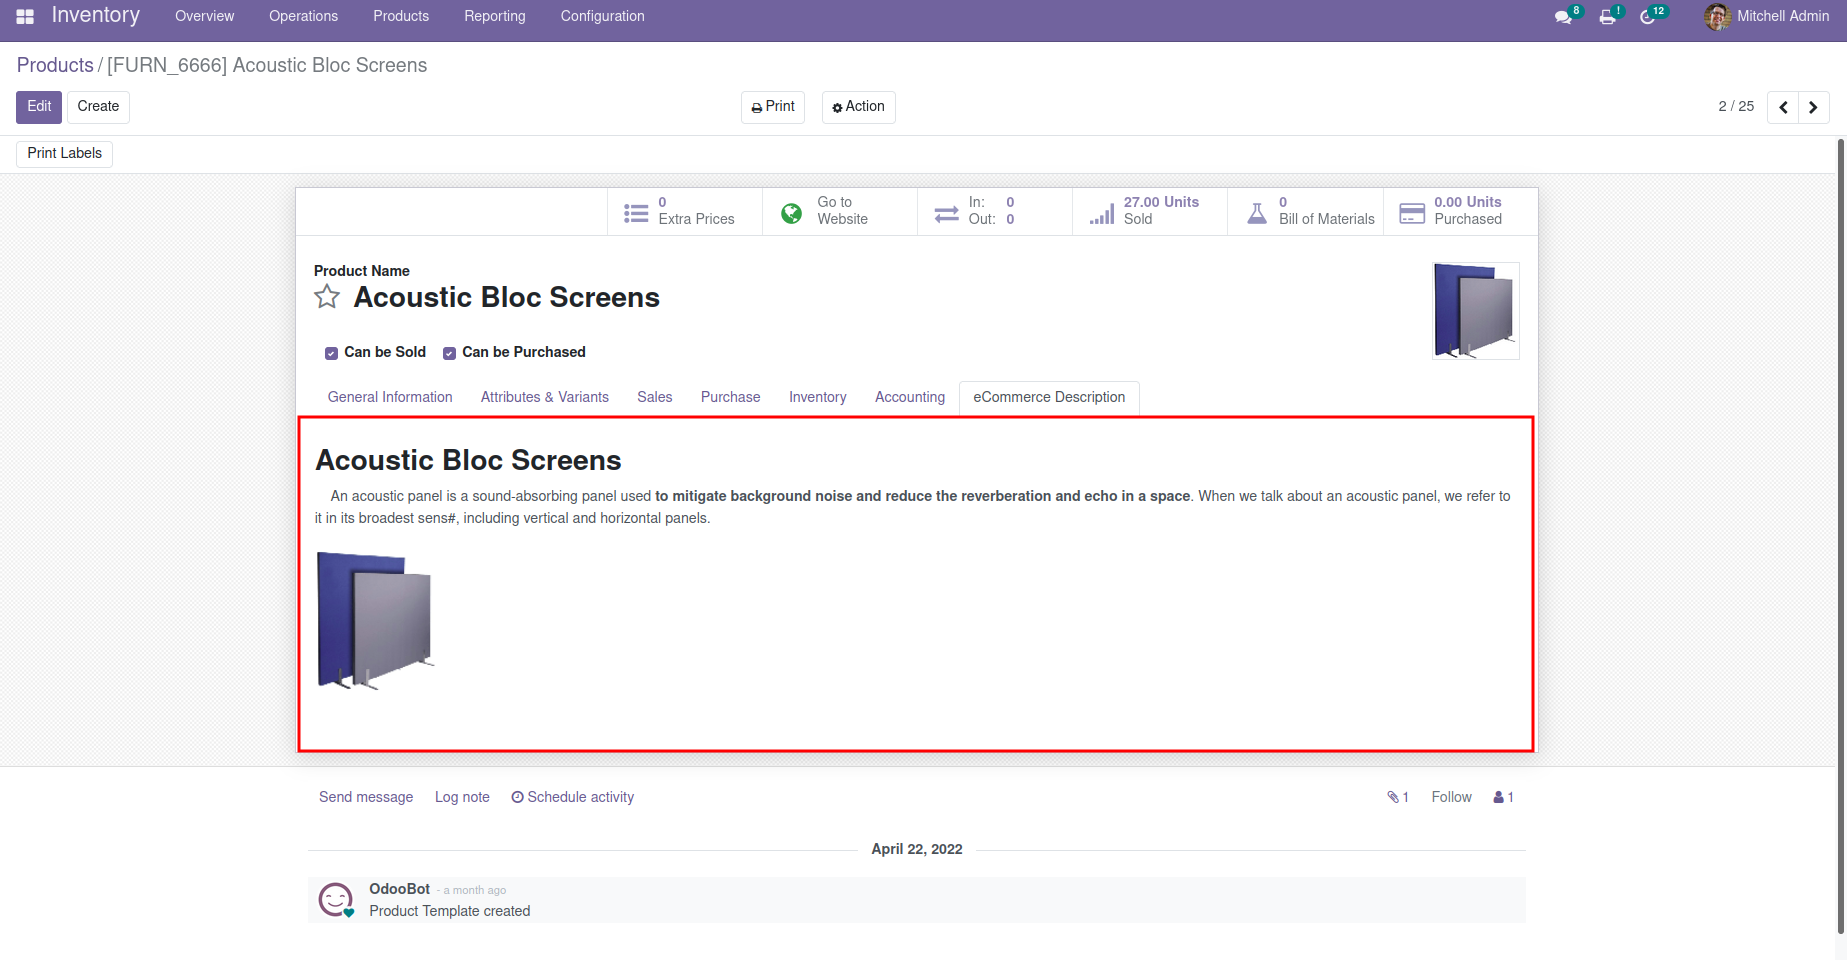 Inventory Overview Operations Products Reporting Configuration 8 ! 12 Mitchell Admin
Products / [FURN_6666] Acoustic Bloc Screens
Edit Create Print Action 2 / 25
Print Labels
0 Extra Prices
Go to Website
In: 0
Out: 0
27.00 Units Sold
0 Bill of Materials
0.00 Units Purchased
Product Name
Acoustic Bloc Screens
Can be Sold Can be Purchased
General Information Attributes & Variants Sales Purchase Inventory Accounting eCommerce Description
Acoustic Bloc Screens
An acoustic panel is a sound-absorbing panel used to mitigate background noise and reduce the reverberation and echo in a space. When we talk about an acoustic panel, we refer to
it in its broadest sens#, including vertical and horizontal panels.
Send message Log note Schedule activity 1 Follow 1
April 22, 2022
OdooBot - a month ago
Product Template created